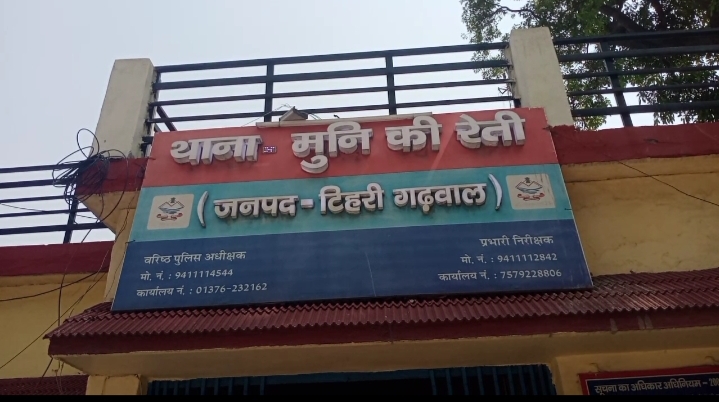 थाना मुनि की रेती
(जनपद - टिहरी गढ़वाल)
वरिष्ठ पुलिस अधीक्षक
मो. नं. : 9411114544
कार्यालय नं. : 01376-232162
प्रभारी निरीक्षक
मो. नं. : 9411112842
कार्यालय नं. : 7579228806
सूचना का अधिकार अधिनियम -